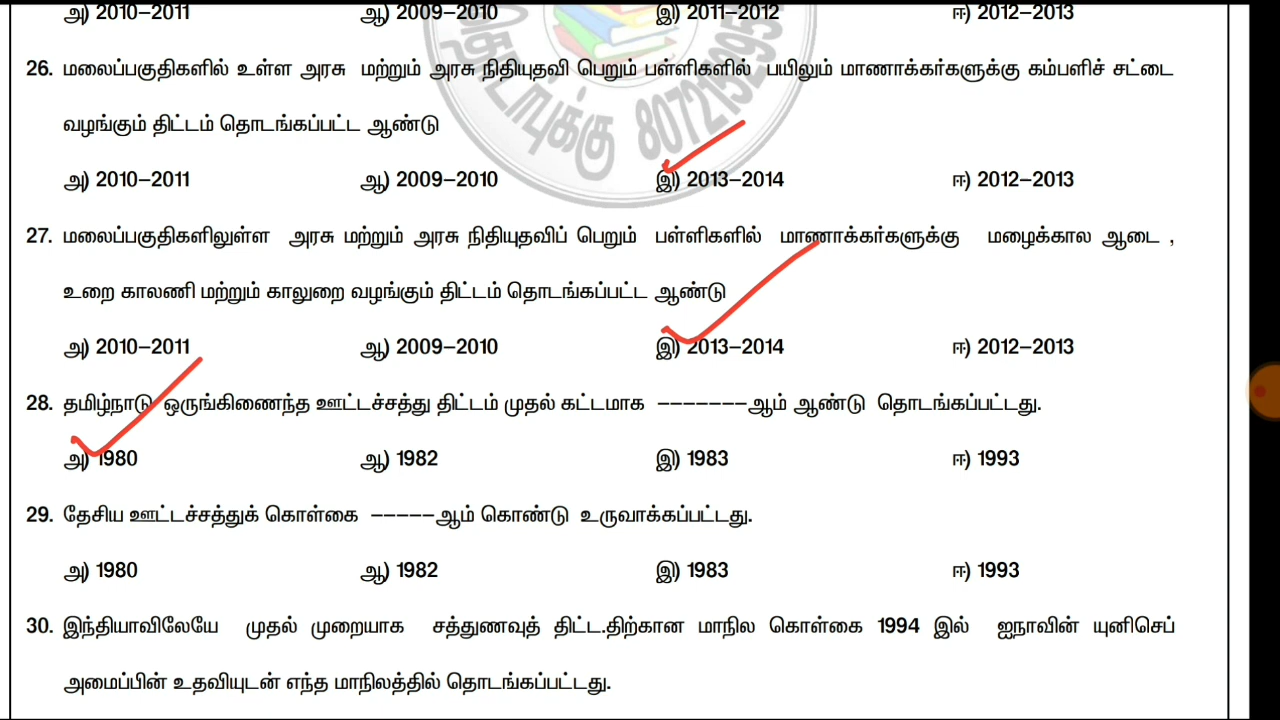 அ) 2010–2011 ஆ) 2009–2010 இ) 2011–2012 ஈ) 2012–2013
26. மலைப்பகுதிகளில் உள்ள அரசு மற்றும் அரசு நிதியுதவி பெறும் பள்ளிகளில் பயிலும் மாணாக்கர்களுக்கு கம்பளிச் சட்டை
வழங்கும் திட்டம் தொடங்கப்பட்ட ஆண்டு
அ) 2010–2011 ஆ) 2009–2010 இ) 2013–2014 ஈ) 2012–2013
27. மலைப்பகுதிகளிலுள்ள அரசு மற்றும் அரசு நிதியுதவிப் பெறும் பள்ளிகளில் மாணாக்கர்களுக்கு மழைக்கால ஆடை ,
உறை காலணி மற்றும் காலுறை வழங்கும் திட்டம் தொடங்கப்பட்ட ஆண்டு
அ) 2010–2011 ஆ) 2009–2010 இ) 2013–2014 ஈ) 2012–2013
28. தமிழ்நாடு ஒருங்கிணைந்த ஊட்டச்சத்து திட்டம் முதல் கட்டமாக –––––––ஆம் ஆண்டு தொடங்கப்பட்டது.
அ) 1980 ஆ) 1982 இ) 1983 ஈ) 1993
29. தேசிய ஊட்டச்சத்துக் கொள்கை –––––ஆம் கொண்டு உருவாக்கப்பட்டது.
அ) 1980 ஆ) 1982 இ) 1983 ஈ) 1993
30. இந்தியாவிலேயே முதல் முறையாக சத்துணவுத் திட்ட.திற்கான மாநில கொள்கை 1994 இல் ஐநாவின் யுனிசெப்
அமைப்பின் உதவியுடன் எந்த மாநிலத்தில் தொடங்கப்பட்டது.